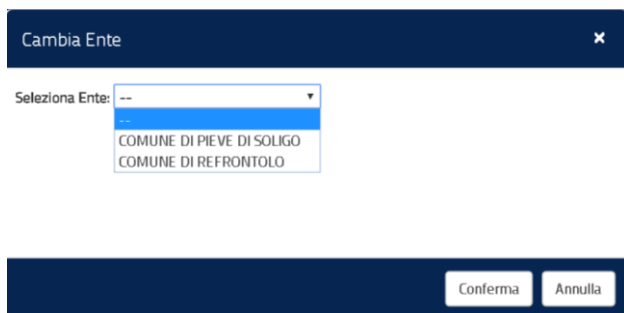 Cambia Ente ×
Seleziona Ente: -- ▼
--
COMUNE DI PIEVE DI SOLIGO
COMUNE DI REFRONTOLO
Conferma Annulla